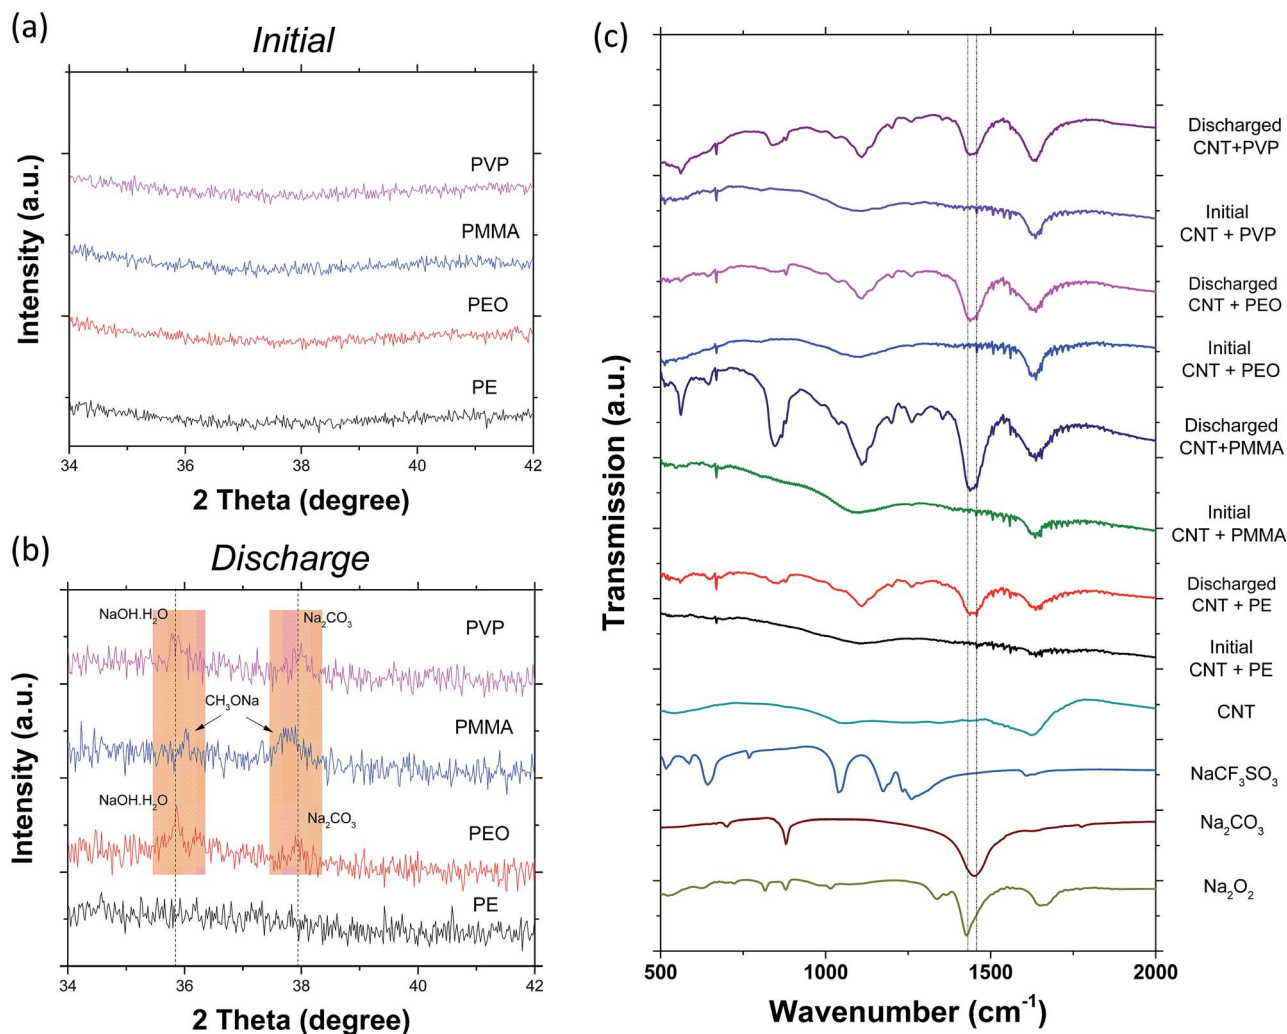 (a)
Initial
Intensity (a.u.)
PVP
PMMA
PEO
PE
34 36 38 40 42
2 Theta (degree)
(b)
Discharge
Intensity (a.u.)
NaOH.H₂O
Na₂CO₃
PVP
CH₃ONa
PMMA
NaOH.H₂O
Na₂CO₃
PEO
PE
34 36 38 40 42
2 Theta (degree)
(c)
Transmission (a.u.)
Discharged
CNT+PVP
Initial
CNT + PVP
Discharged
CNT + PEO
Initial
CNT + PEO
Discharged
CNT+PMMA
Initial
CNT + PMMA
Discharged
CNT + PE
Initial
CNT + PE
CNT
NaCF₃SO₃
Na₂CO₃
Na₂O₂
500 1000 1500 2000
Wavenumber (cm⁻¹)